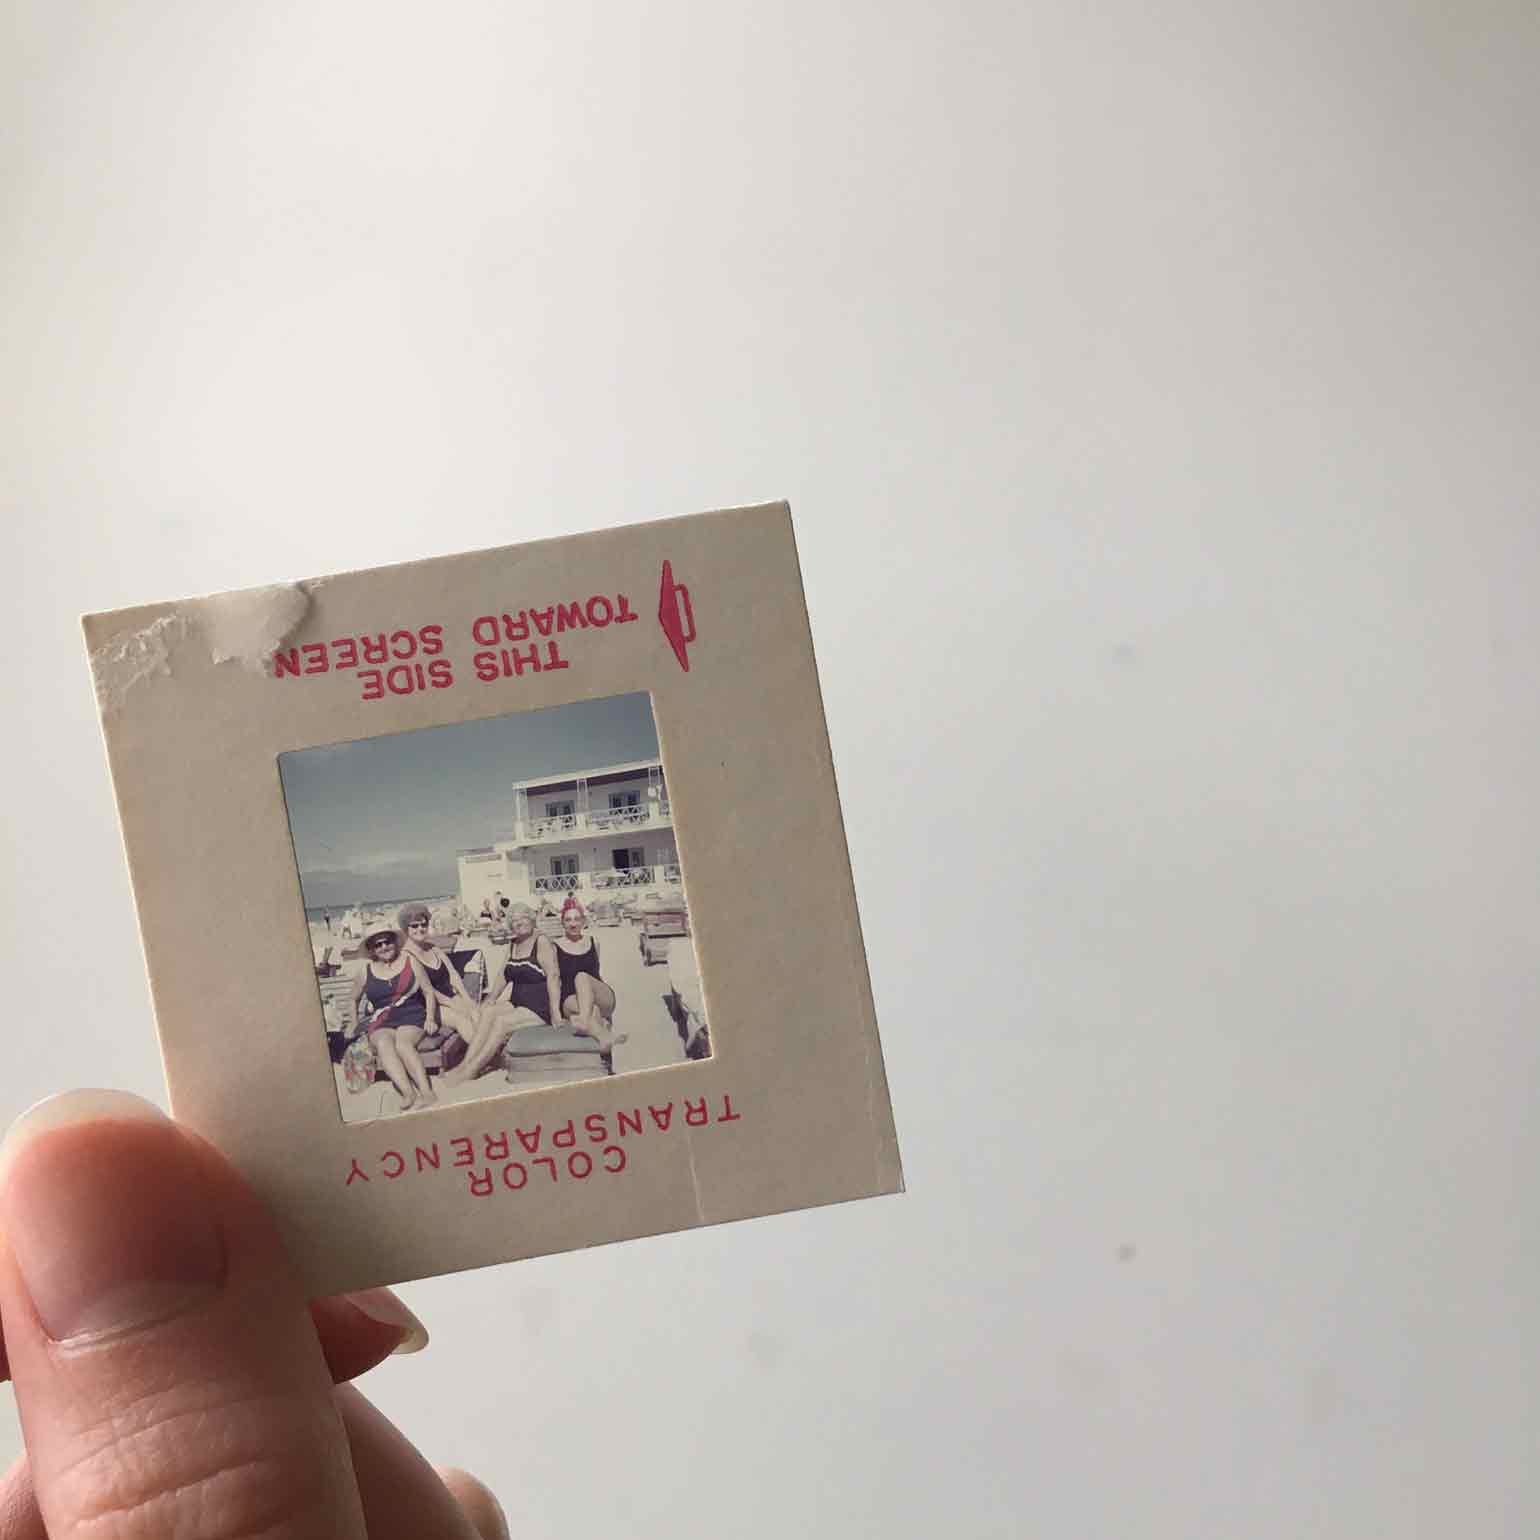 COLOR
TRANSPARENCY
THIS SIDE
TOWARD SCREEN